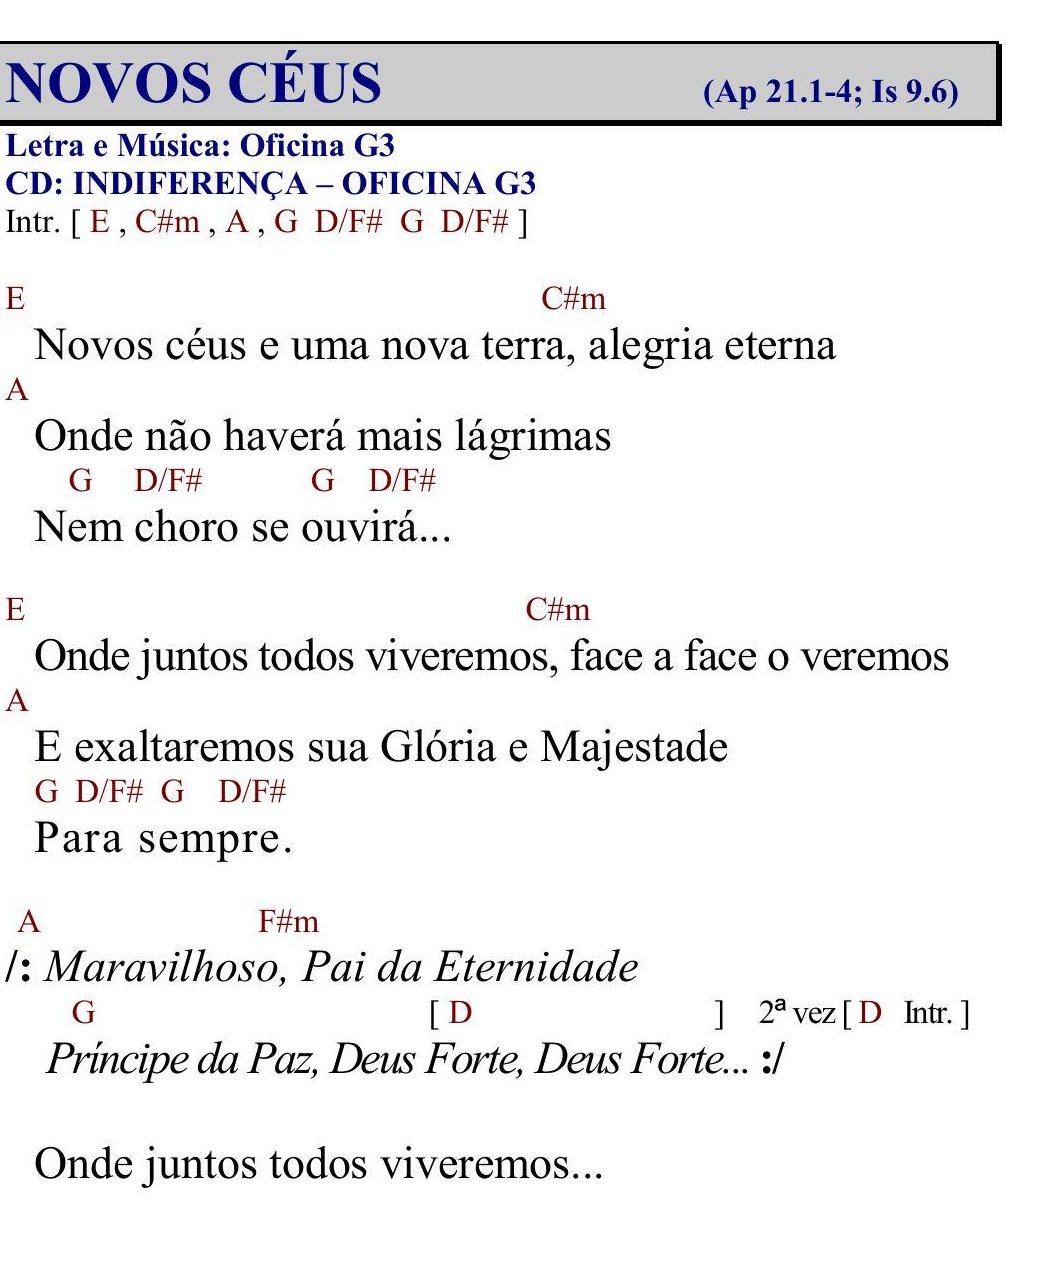 NOVOS CÉUS (Ap 21.1-4; Is 9.6)
Letra e Música: Oficina G3
CD: INDIFERENÇA – OFICINA G3
Intr. [ E , C#m , A , G D/F# G D/F# ]
E C#m
Novos céus e uma nova terra, alegria eterna
A
Onde não haverá mais lágrimas
G D/F# G D/F#
Nem choro se ouvirá...
E C#m
Onde juntos todos viveremos, face a face o veremos
A
E exaltaremos sua Glória e Majestade
G D/F# G D/F#
Para sempre.
A F#m
/: Maravilhoso, Pai da Eternidade
G [ D ] 2ª vez [ D Intr. ]
Príncipe da Paz, Deus Forte, Deus Forte... :/
Onde juntos todos viveremos...